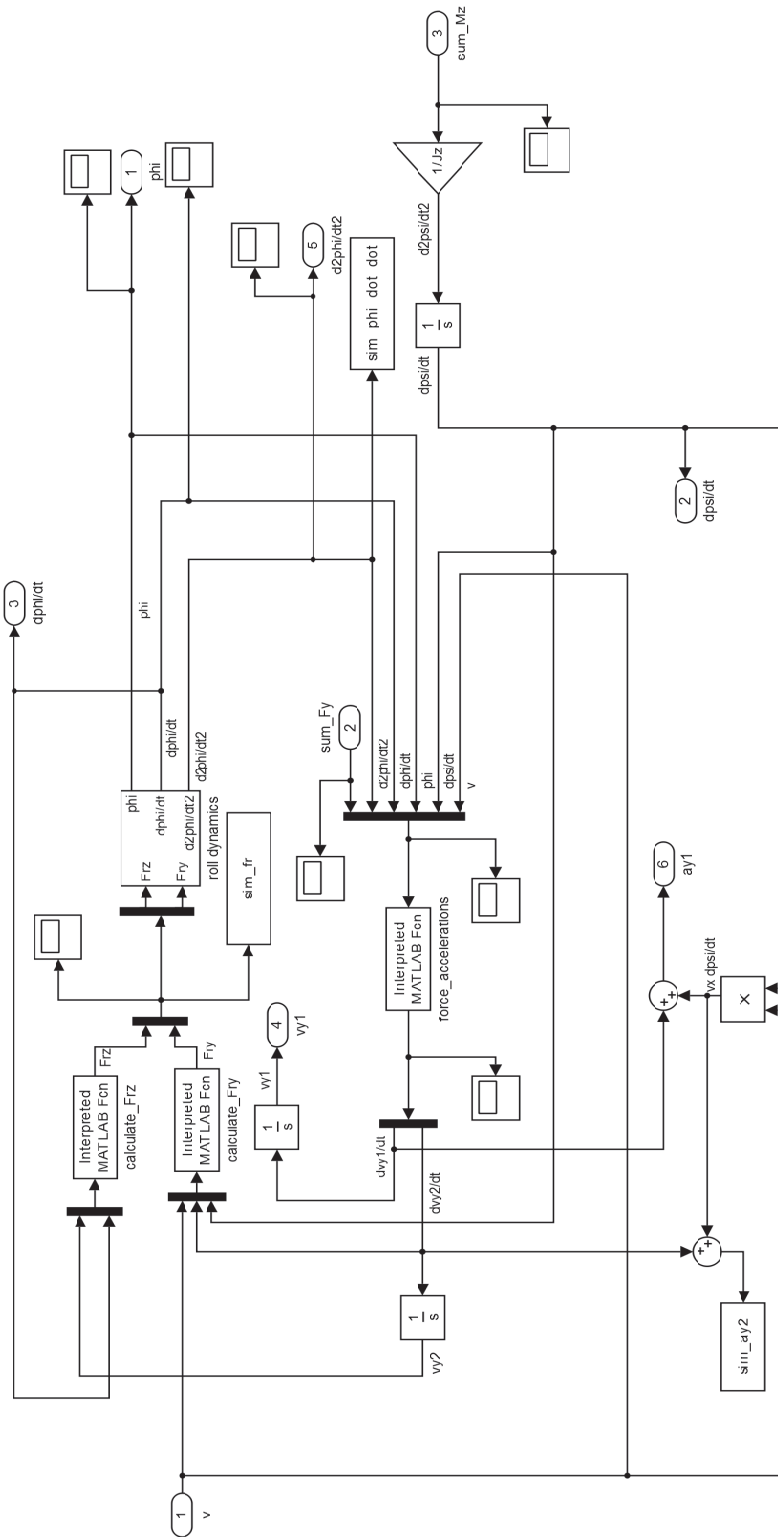 1
v
Interpreted
MATLAB Fcn
calculate_Frz
Frz
Interpreted
MATLAB Fcn
calculate_Fry
Fry
Frz
Fry
phi
dphi/dt
d2phi/dt2
roll dynamics
sim_fr
phi
dphi/dt
d2phi/dt2
3
dphi/dt
1
phi
5
d2phi/dt2
sim phi dot dot
1
s
vy1
4
vy1
1
s
vy2
dvy1/dt
dvy2/dt
Interpreted
MATLAB Fcn
force_accelerations
sum_Fy
2
d2phi/dt2
dphi/dt
phi
dpsi/dt
v
3
cum_Mz
1/Jz
d2psi/dt2
1
s
dpsi/dt
2
dpsi/dt
+
+
sim_ay2
+
+
6
ay1
vx dpsi/dt
X